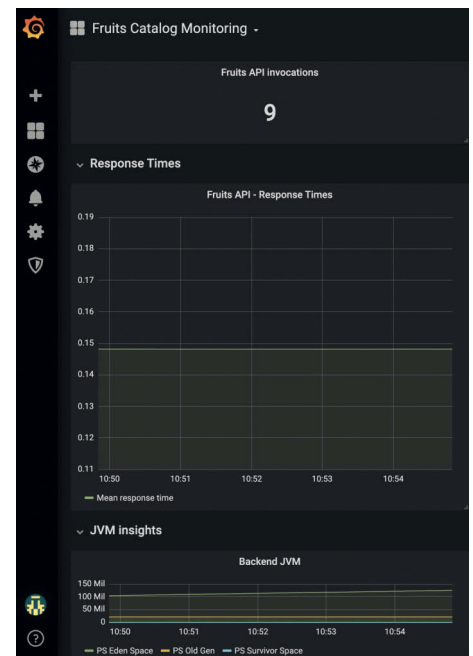 Fruits Catalog Monitoring
Fruits API invocations
9
Response Times
Fruits API - Response Times
0.19
0.18
0.17
0.16
0.15
0.14
0.13
0.12
0.11
10:50 10:51 10:52 10:53 10:54
Mean response time
JVM insights
Backend JVM
150 Mil
100 Mil
50 Mil
0
10:50 10:51 10:52 10:53 10:54
PS Eden Space PS Old Gen PS Survivor Space